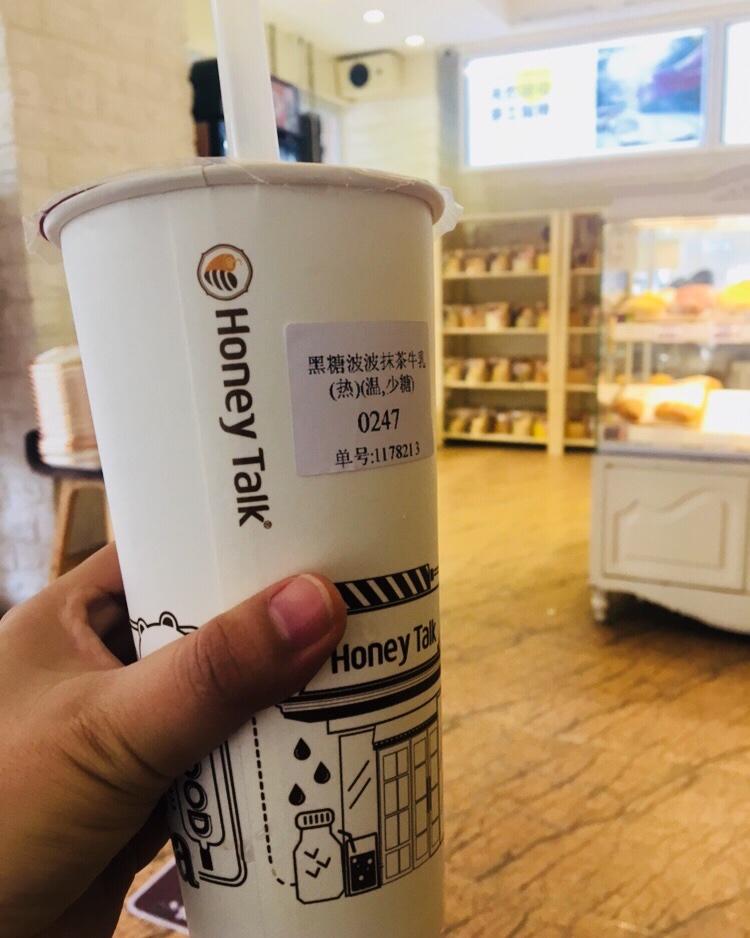 Honey Talk®
黑糖波波抹茶牛乳
(热)(温,少糖)
0247
单号:1178213
Honey Talk
OOD